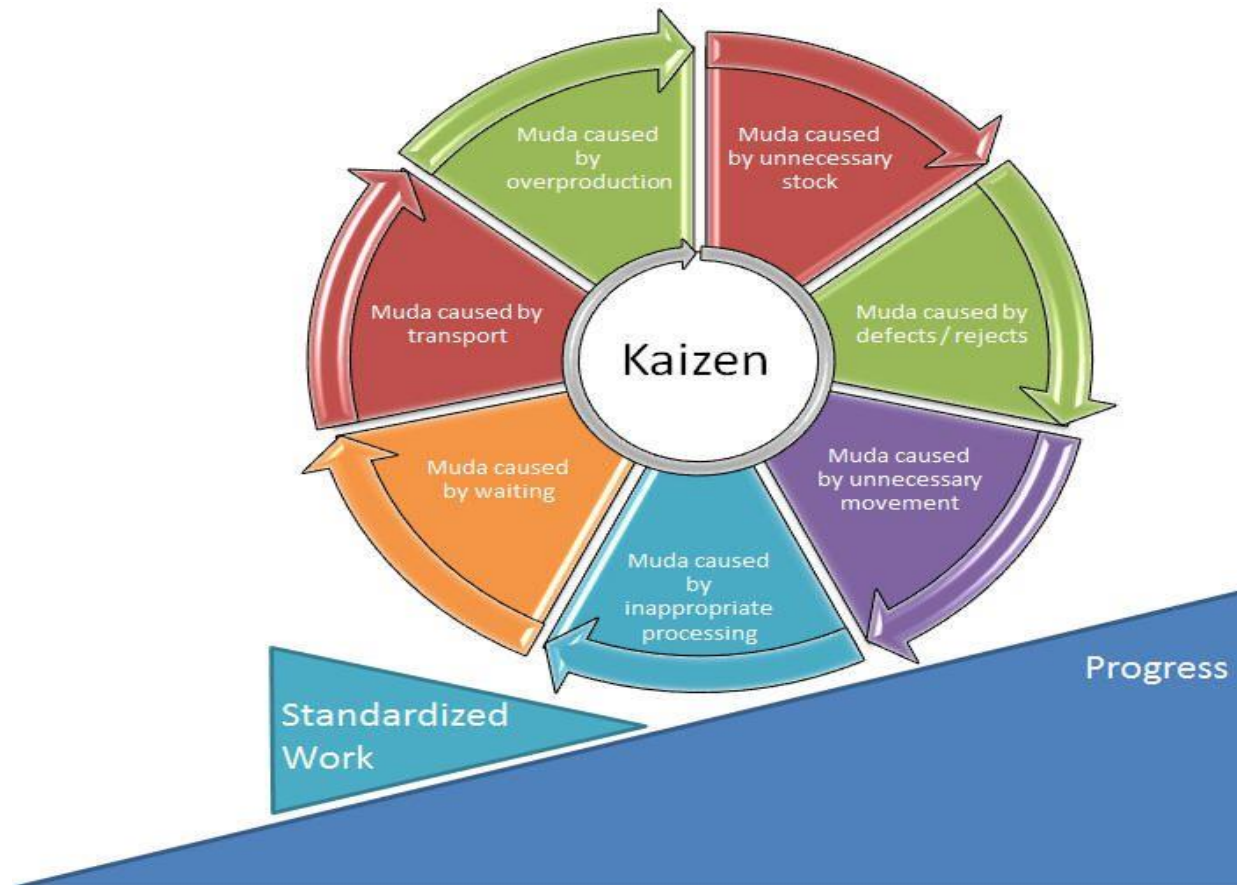 Muda caused
by
overproduction
Muda caused
by unnecessary
stock
Muda caused by
defects / rejects
Muda caused
by unnecessary
movement
Muda caused
by
inappropriate
processing
Muda caused
by waiting
Muda caused by
transport
Kaizen
Standardized
Work
Progress